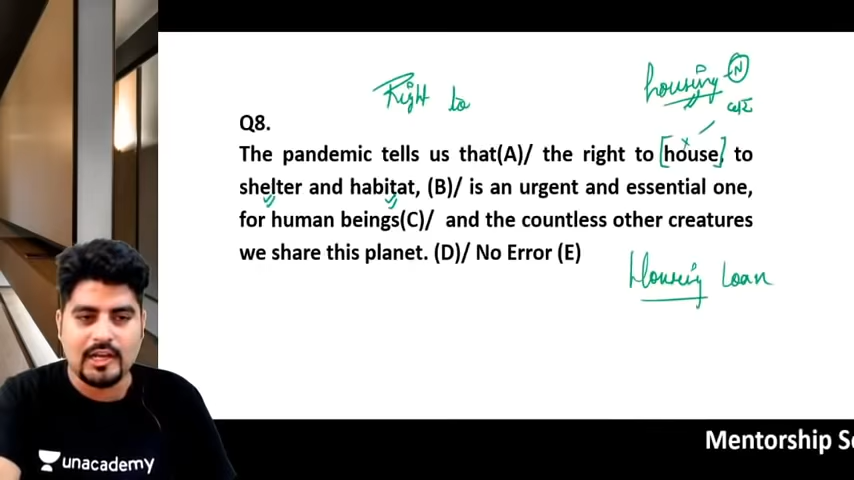 Right to
housing N
Q8.
The pandemic tells us that(A)/ the right to [house,] to
shelter and habitat, (B)/ is an urgent and essential one,
for human beings(C)/ and the countless other creatures
we share this planet. (D)/ No Error (E)
Housing Loan
unacademy
Mentorship Se